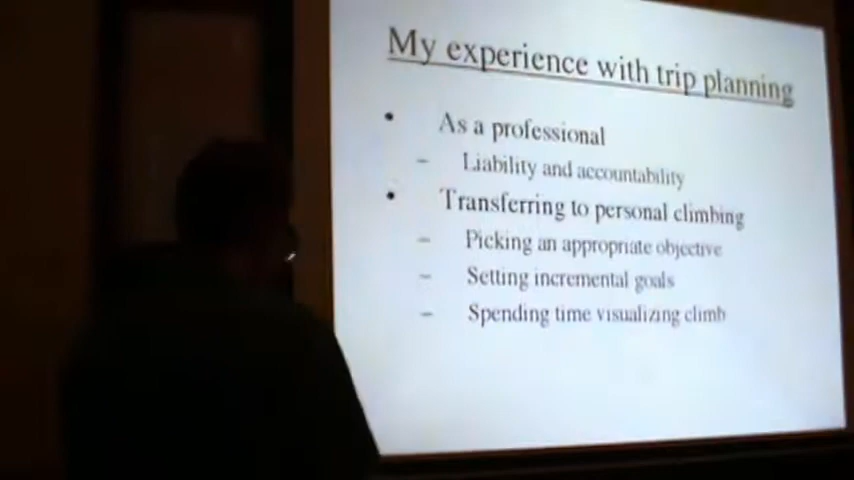 My experience with trip planning
• As a professional
– Liability and accountability
• Transferring to personal climbing
– Picking an appropriate objective
– Setting incremental goals
– Spending time visualizing climb